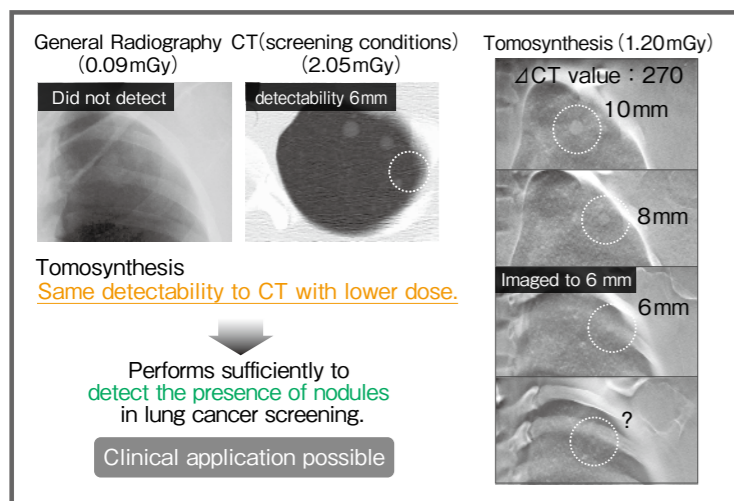 General Radiography
(0.09mGy)
Did not detect
CT(screening conditions)
(2.05mGy)
detectability 6mm
Tomosynthesis
Same detectability to CT with lower dose.
Performs sufficiently to
detect the presence of nodules
in lung cancer screening.
Clinical application possible
Tomosynthesis (1.20mGy)
⊿CT value : 270
10mm
8mm
Imaged to 6 mm
6mm
?